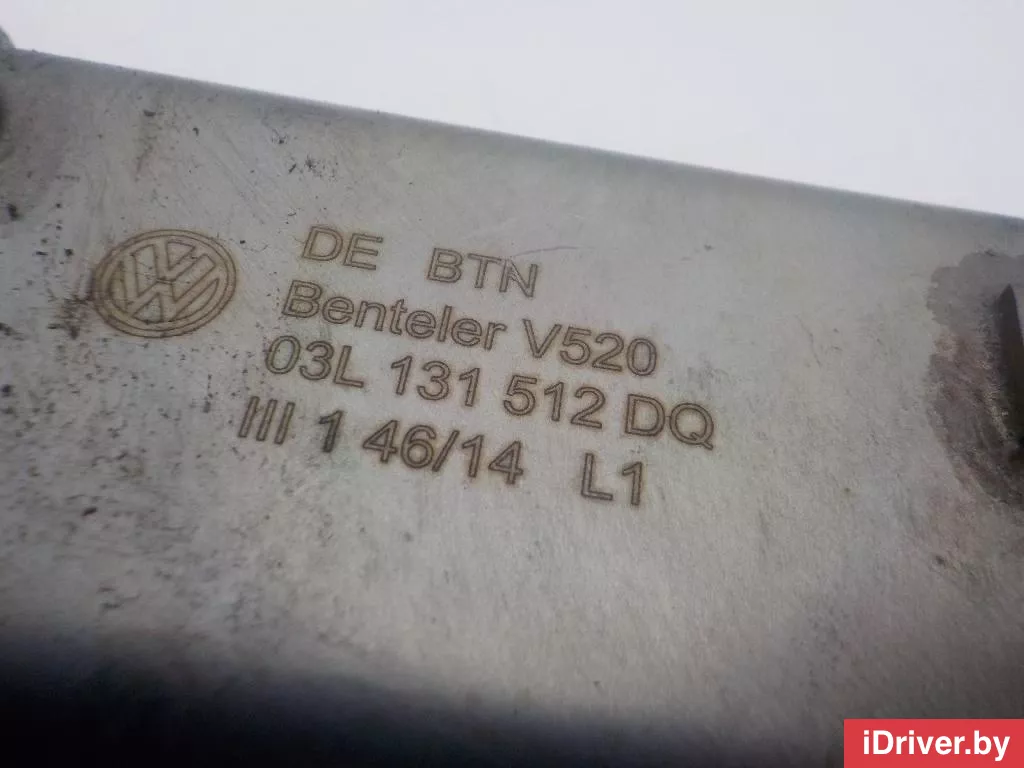 DE BTN
Benteler V520
03L 131 512 DQ
III 1 46/14 L1
iDriver.by